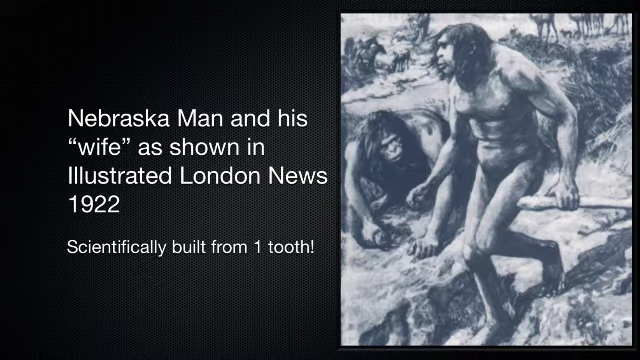 Nebraska Man and his
“wife” as shown in
Illustrated London News
1922
Scientifically built from 1 tooth!